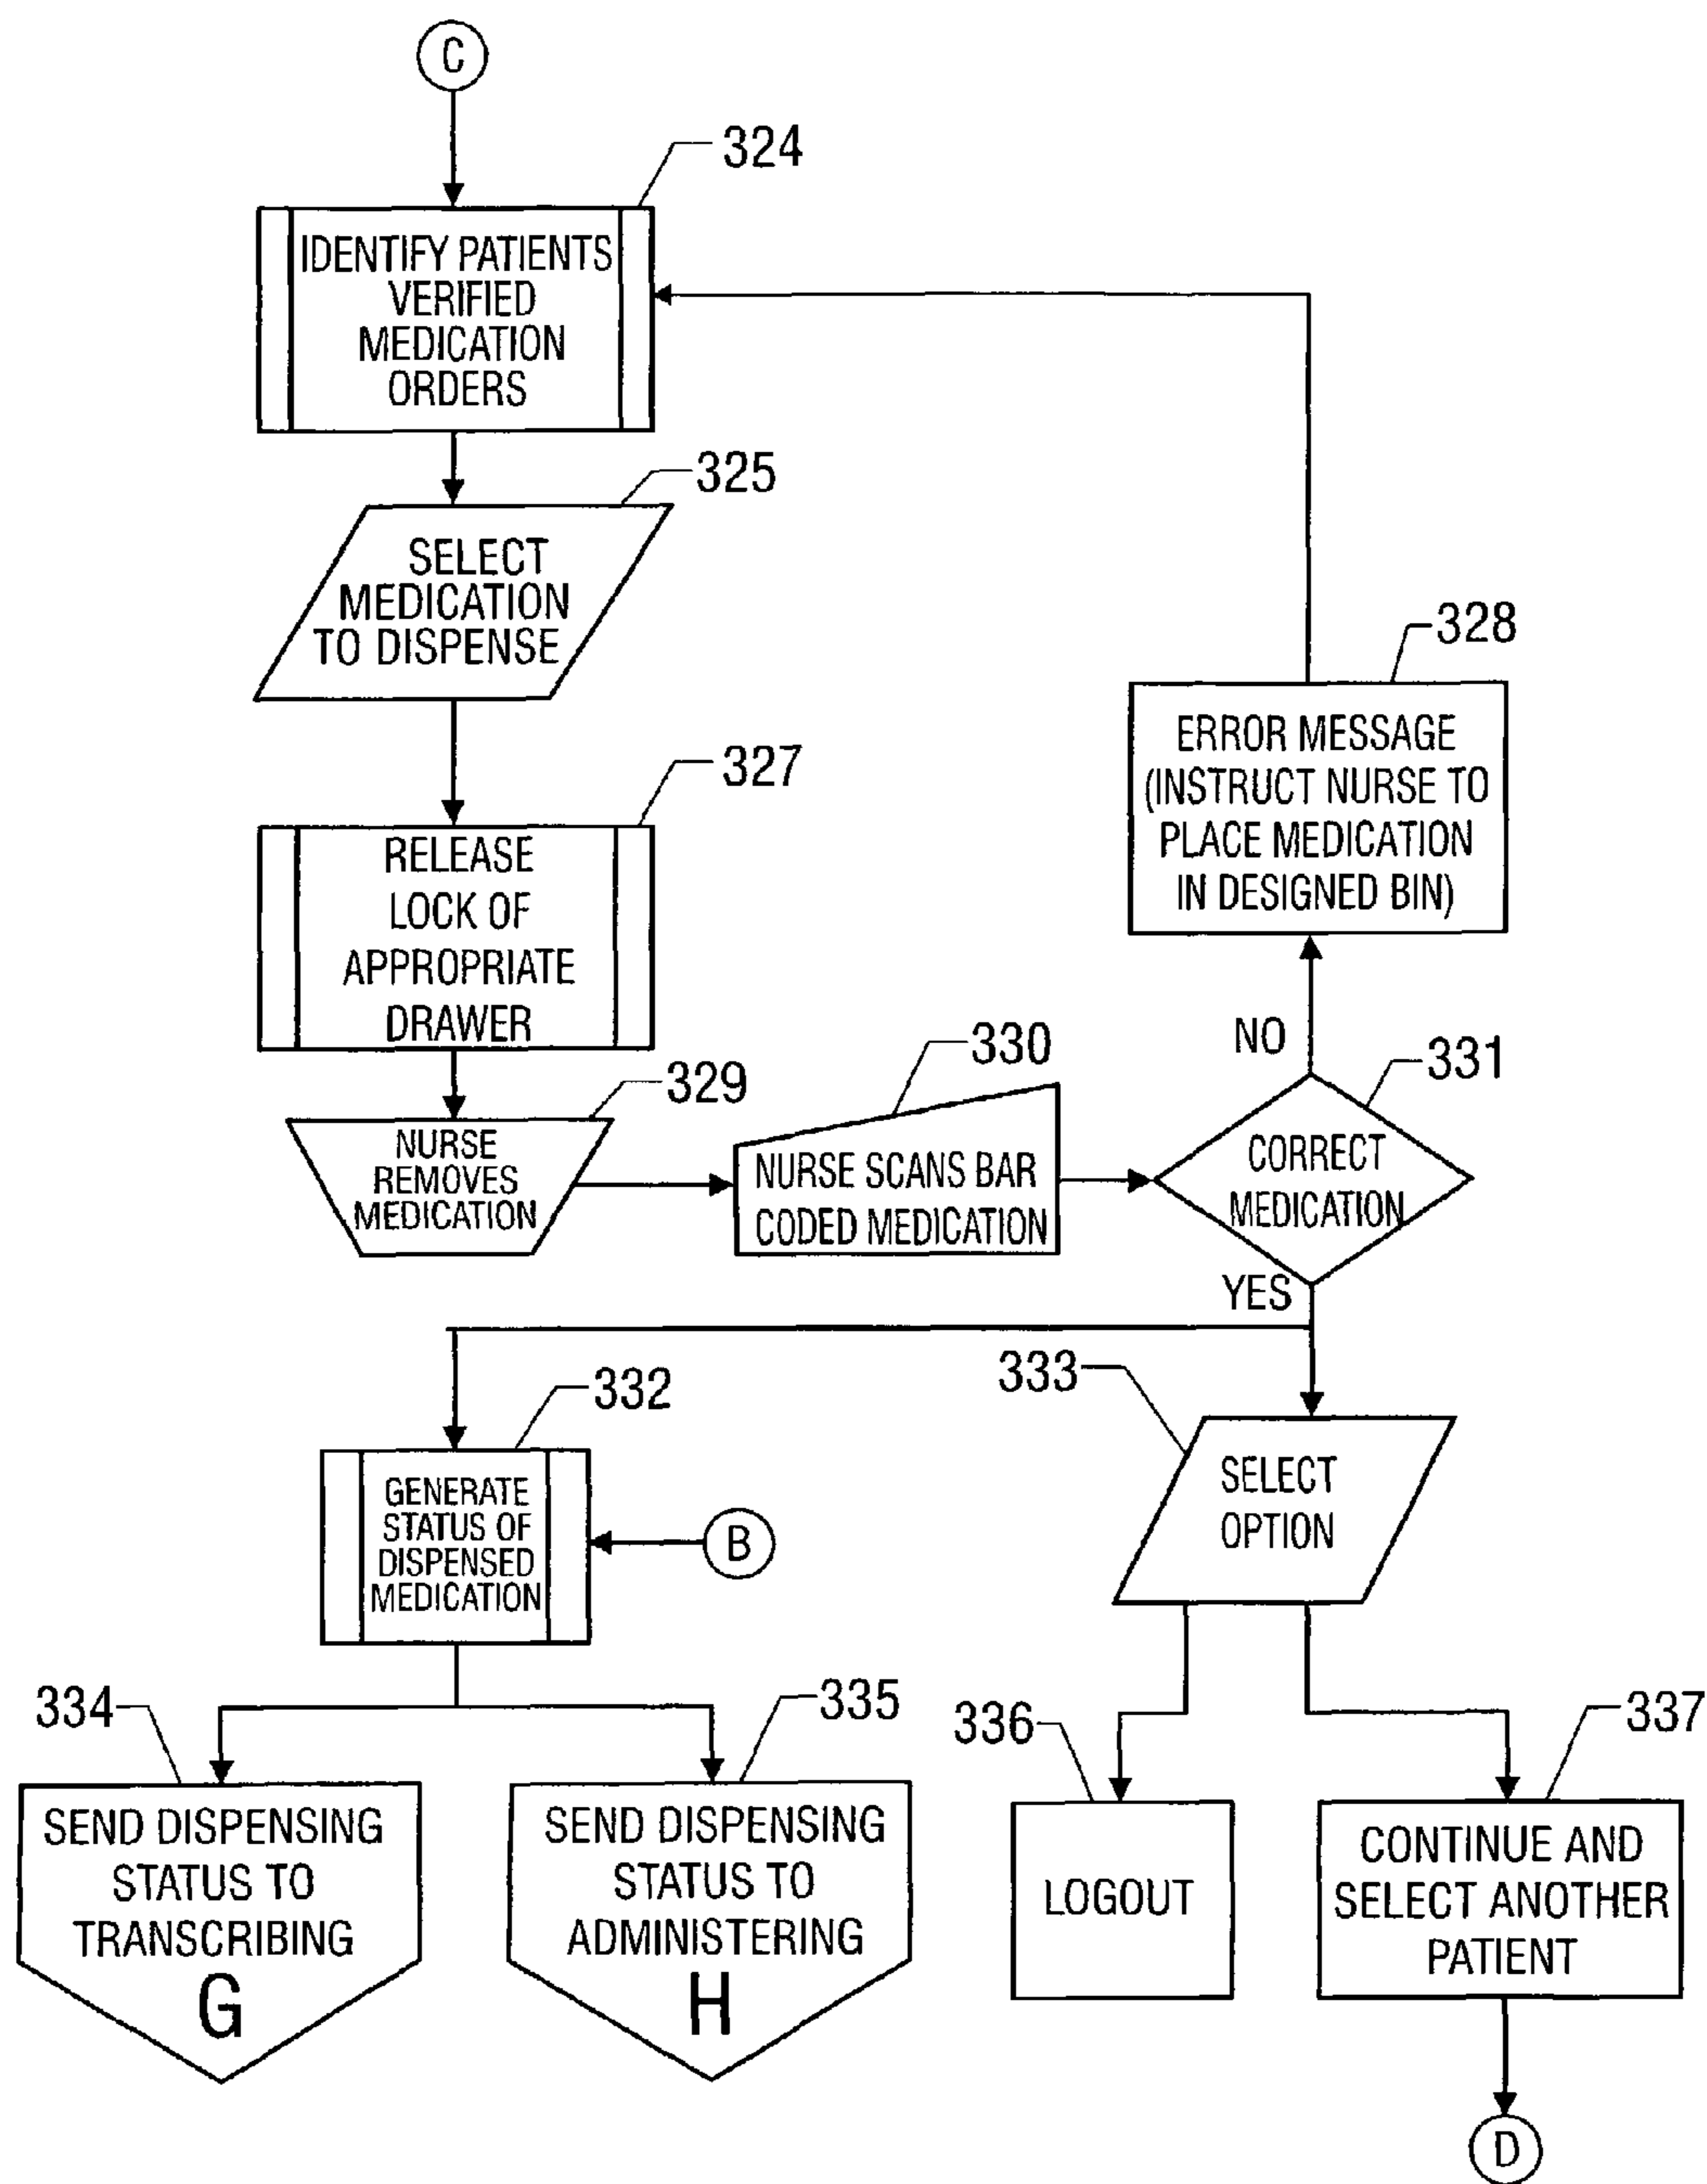 C
324
IDENTIFY PATIENTS
VERIFIED
MEDICATION
ORDERS
325
SELECT
MEDICATION
TO DISPENSE
328
ERROR MESSAGE
(INSTRUCT NURSE TO
PLACE MEDICATION
IN DESIGNED BIN)
327
RELEASE
LOCK OF
APPROPRIATE
DRAWER
329
NURSE
REMOVES
MEDICATION
330
NURSE SCANS BAR
CODED MEDICATION
NO
331
CORRECT
MEDICATION
YES
332
GENERATE
STATUS OF
DISPENSED
MEDICATION
B
333
SELECT
OPTION
334
SEND DISPENSING
STATUS TO
TRANSCRIBING
G
335
SEND DISPENSING
STATUS TO
ADMINISTERING
H
336
LOGOUT
337
CONTINUE AND
SELECT ANOTHER
PATIENT
D